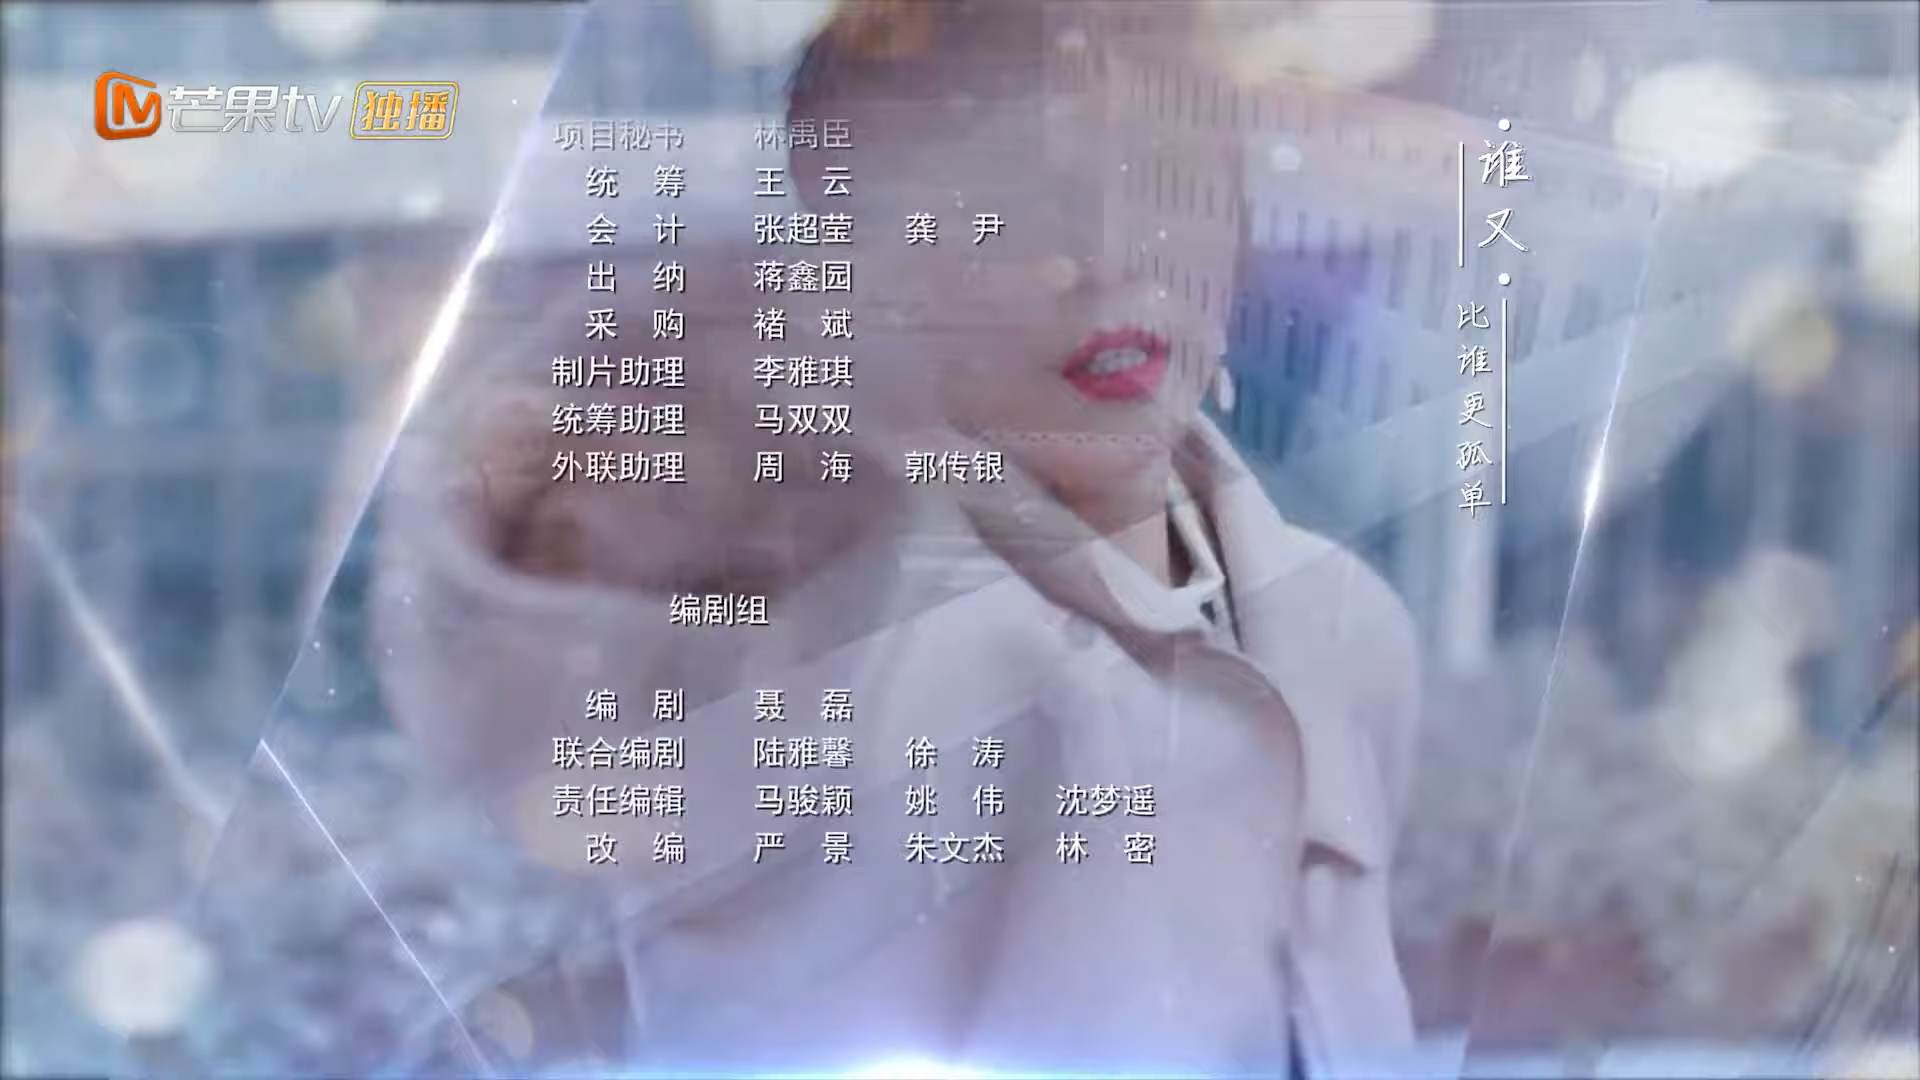 芒果tv 独播
项目秘书 林禹臣
统 筹 王 云
会 计 张超莹 龚 尹
出 纳 蒋鑫园
采 购 褚 斌
制片助理 李雅琪
统筹助理 马双双
外联助理 周 海 郭传银
编剧组
编 剧 聂 磊
联合编剧 陆雅馨 徐 涛
责任编辑 马骏颖 姚 伟 沈梦遥
改 编 严 景 朱文杰 林 密
谁又
比谁更孤单